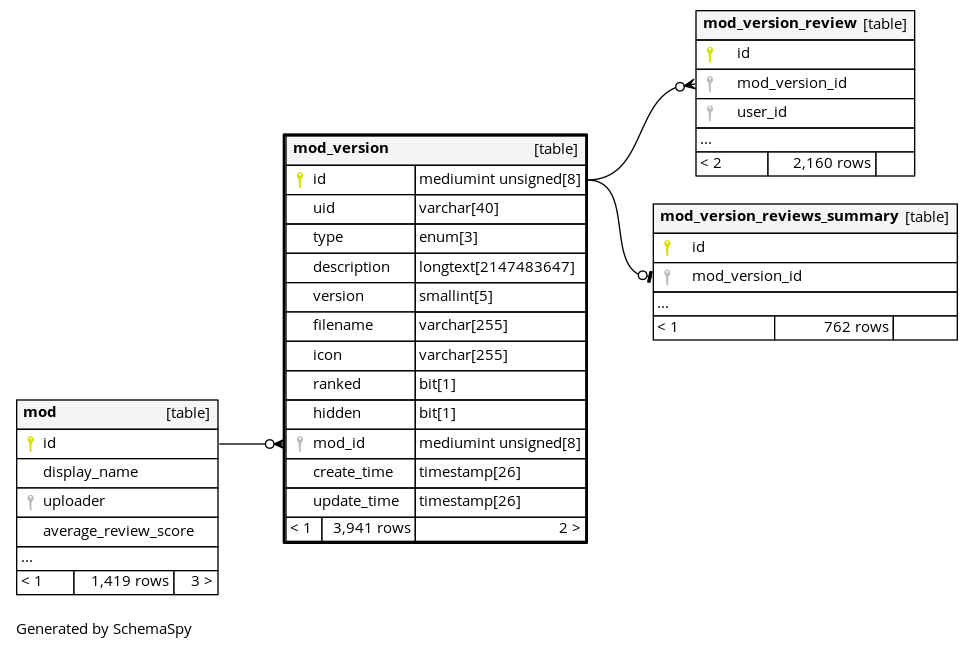 mod_version_review [table]
id
mod_version_id
user_id
...
< 2 2,160 rows
mod_version [table]
id mediumint unsigned[8]
uid varchar[40]
type enum[3]
description longtext[2147483647]
version smallint[5]
filename varchar[255]
icon varchar[255]
ranked bit[1]
hidden bit[1]
mod_id mediumint unsigned[8]
create_time timestamp[26]
update_time timestamp[26]
< 1 3,941 rows 2 >
mod_version_reviews_summary [table]
id
mod_version_id
...
< 1 762 rows
mod [table]
id
display_name
uploader
average_review_score
...
< 1 1,419 rows 3 >
Generated by SchemaSpy